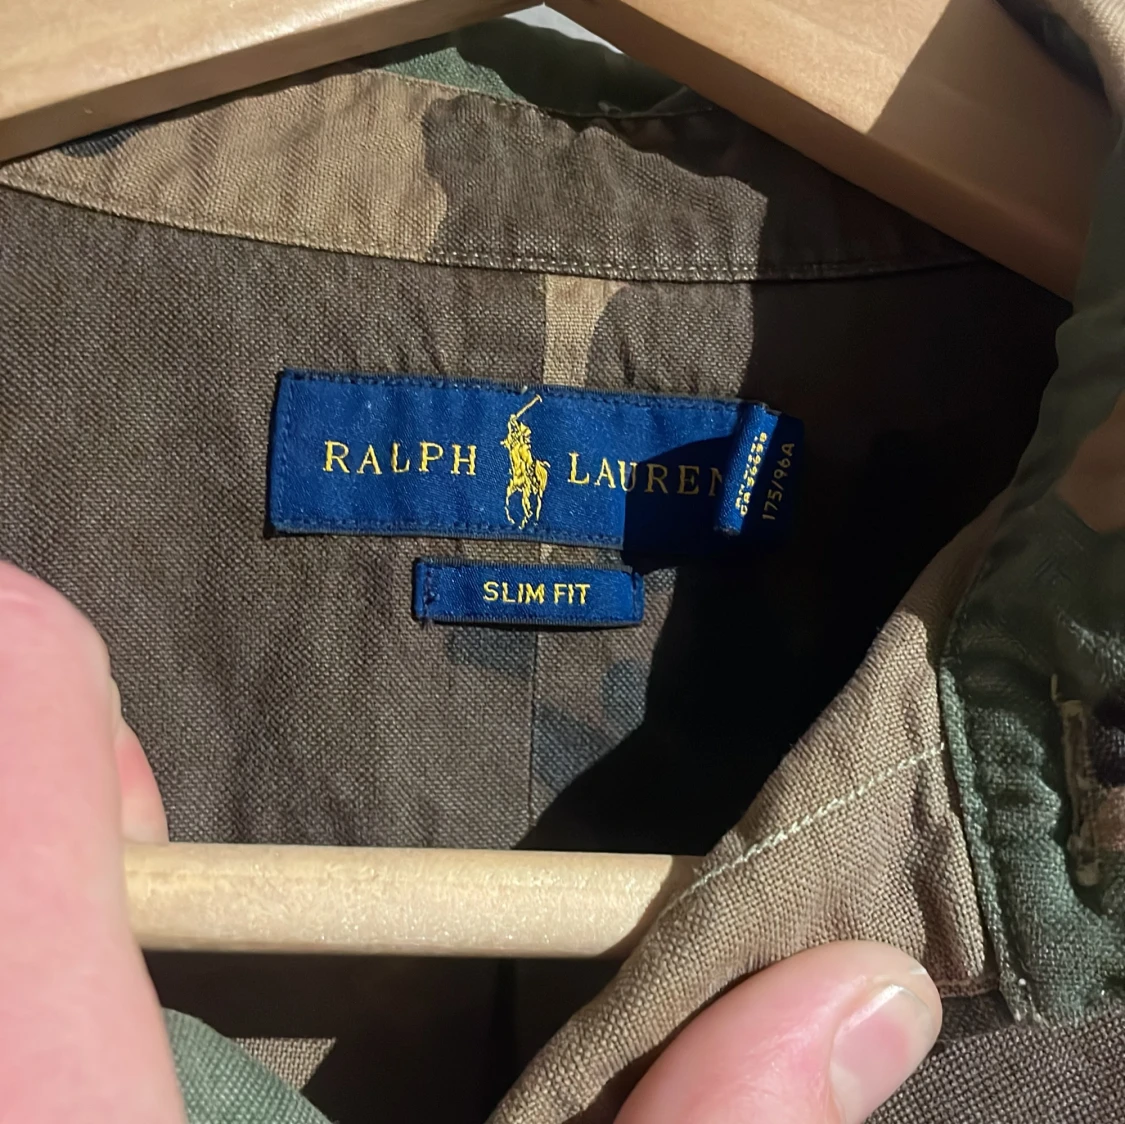 RALPH LAUREN
175/96A
SLIM FIT